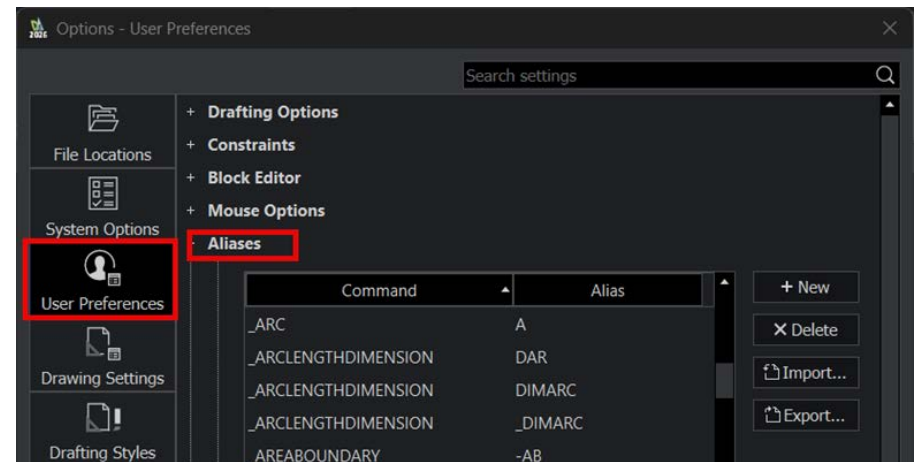 2026 Options - User Preferences
Search settings
File Locations
System Options
User Preferences
Drawing Settings
Drafting Styles
+ Drafting Options
+ Constraints
+ Block Editor
+ Mouse Options
- Aliases
Command Alias
_ARC A
_ARCLENGTHDIMENSION DAR
_ARCLENGTHDIMENSION DIMARC
_ARCLENGTHDIMENSION _DIMARC
AREABOUNDARY -AB
+ New
× Delete
Import...
Export...